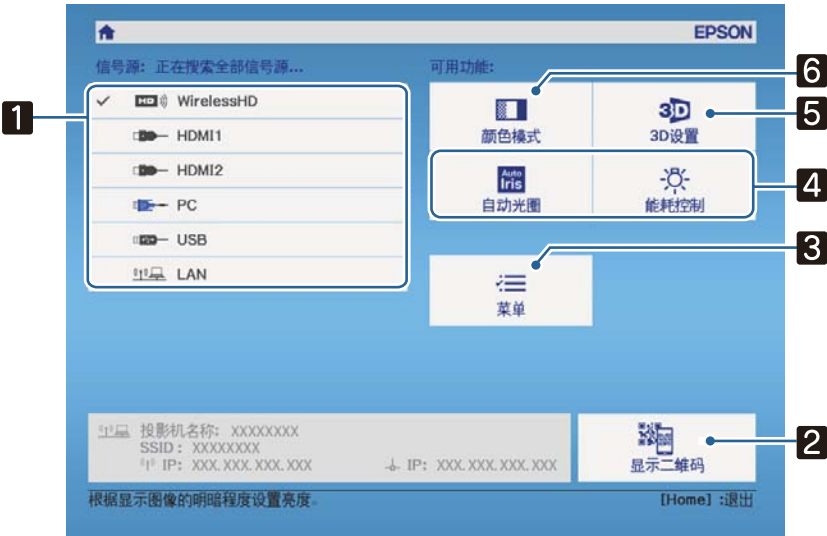 EPSON
信号源: 正在搜索全部信号源...
可用功能:
1
✓ HD WirelessHD
HDMI1
HDMI2
PC
USB
LAN
6
颜色模式
5
3D
3D设置
4
Auto
Iris
自动光圈
能耗控制
3
菜单
投影机名称: XXXXXXXX
SSID : XXXXXXXX
IP: XXX.XXX.XXX.XXX
IP: XXX.XXX.XXX.XXX
2
显示二维码
根据显示图像的明暗程度设置亮度。
[Home] :退出